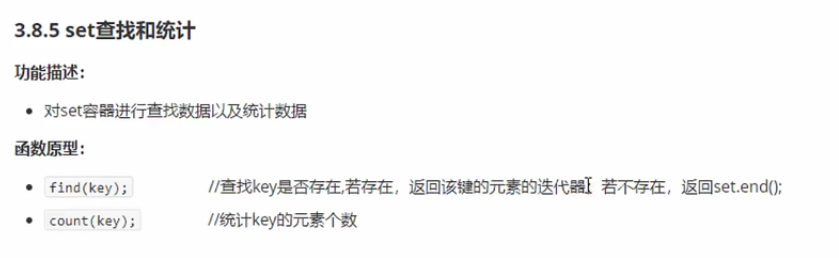 3.8.5 set查找和统计
功能描述：
• 对set容器进行查找数据以及统计数据
函数原型：
• find(key); //查找key是否存在,若存在，返回该键的元素的迭代器；若不存在，返回set.end();
• count(key); //统计key的元素个数